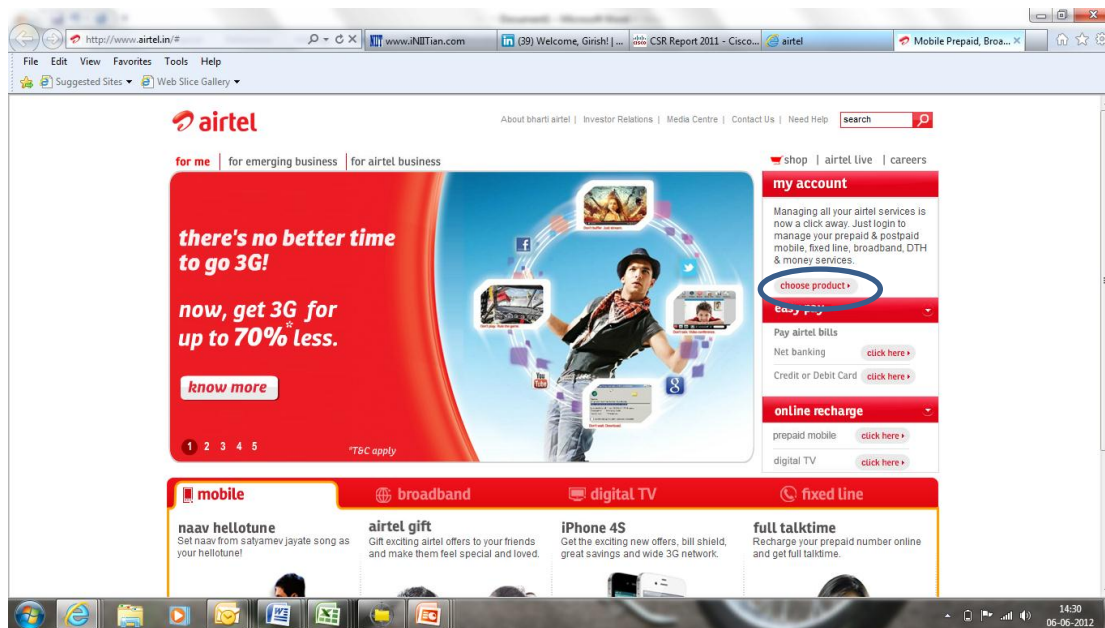 http://www.airtel.in/#
www.iNIITian.com
(39) Welcome, Girish! | ...
CSR Report 2011 - Cisco...
airtel
Mobile Prepaid, Broa...
File Edit View Favorites Tools Help
Suggested Sites
Web Slice Gallery
airtel
About bharti airtel | Investor Relations | Media Centre | Contact Us | Need Help
search
for me
for emerging business
for airtel business
shop | airtel live | careers
there's no better time
to go 3G!
now, get 3G for
up to 70%* less.
know more
1 2 3 4 5
*T&C apply
You
Tube
my account
Managing all your airtel services is
now a click away. Just login to
manage your prepaid & postpaid
mobile, fixed line, broadband, DTH
& money services.
choose product
easy pay
Pay airtel bills
Net banking click here
Credit or Debit Card click here
online recharge
prepaid mobile click here
digital TV click here
mobile
broadband
digital TV
fixed line
naav hellotune
Set naav from satyamev jayate song as
your hellotune!
airtel gift
Gift exciting airtel offers to your friends
and make them feel special and loved.
iPhone 4S
Get the exciting new offers, bill shield,
great savings and wide 3G network.
full talktime
Recharge your prepaid number online
and get full talktime.
14:30
06-06-2012